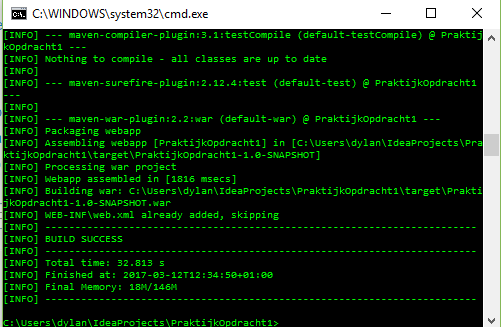 C:\WINDOWS\system32\cmd.exe
[INFO] --- maven-compiler-plugin:3.1:testCompile (default-testCompile) @ Praktij
kOpdracht1 ---
[INFO] Nothing to compile - all classes are up to date
[INFO]
[INFO] --- maven-surefire-plugin:2.12.4:test (default-test) @ PraktijkOpdracht1
---
[INFO]
[INFO] --- maven-war-plugin:2.2:war (default-war) @ PraktijkOpdracht1 ---
[INFO] Packaging webapp
[INFO] Assembling webapp [PraktijkOpdracht1] in [C:\Users\dylan\IdeaProjects\Pra
ktijkOpdracht1\target\PraktijkOpdracht1-1.0-SNAPSHOT]
[INFO] Processing war project
[INFO] Webapp assembled in [1816 msecs]
[INFO] Building war: C:\Users\dylan\IdeaProjects\PraktijkOpdracht1\target\Prakti
jkOpdracht1-1.0-SNAPSHOT.war
[INFO] WEB-INF\web.xml already added, skipping
[INFO] ------------------------------------------------------------------------
[INFO] BUILD SUCCESS
[INFO] ------------------------------------------------------------------------
[INFO] Total time: 32.813 s
[INFO] Finished at: 2017-03-12T12:34:50+01:00
[INFO] Final Memory: 18M/146M
[INFO] ------------------------------------------------------------------------
C:\Users\dylan\IdeaProjects\PraktijkOpdracht1>